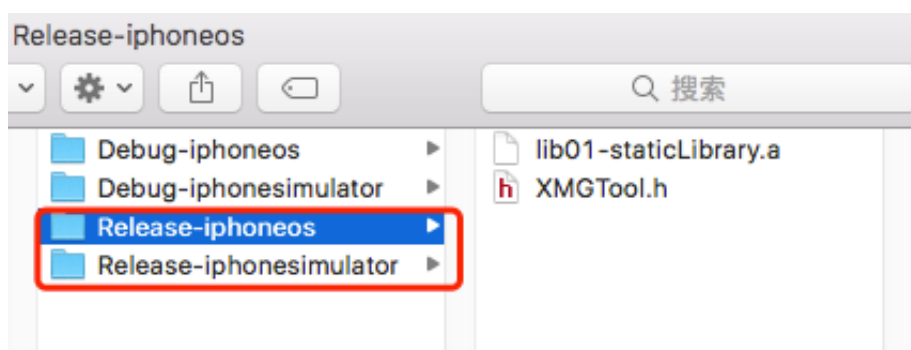 Release-iphoneos
搜索
Debug-iphoneos
Debug-iphonesimulator
Release-iphoneos
Release-iphonesimulator
lib01-staticLibrary.a
h XMGTool.h